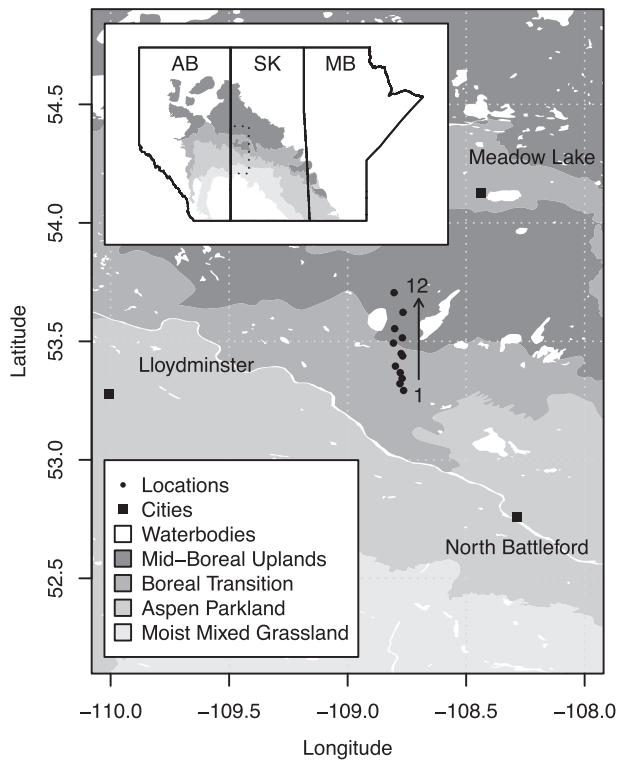 AB SK MB
54.5
Meadow Lake
54.0
12
53.5
Lloydminster
1
53.0
Locations
Cities
Waterbodies
Mid−Boreal Uplands
Boreal Transition
Aspen Parkland
Moist Mixed Grassland
North Battleford
52.5
Latitude
−110.0 −109.5 −109.0 −108.5 −108.0
Longitude